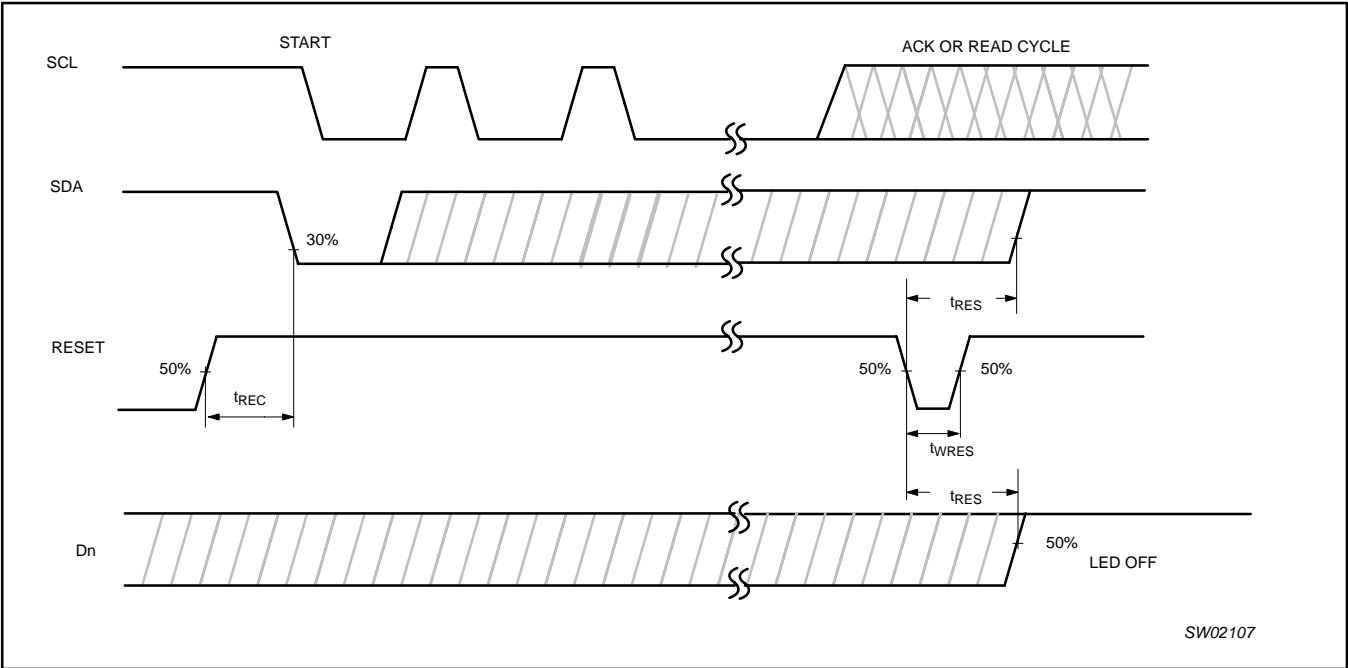 START
ACK OR READ CYCLE
SCL
SDA
30%
tRES
RESET
50%
50%
50%
tREC
tWRES
tRES
Dn
50%
LED OFF
SW02107